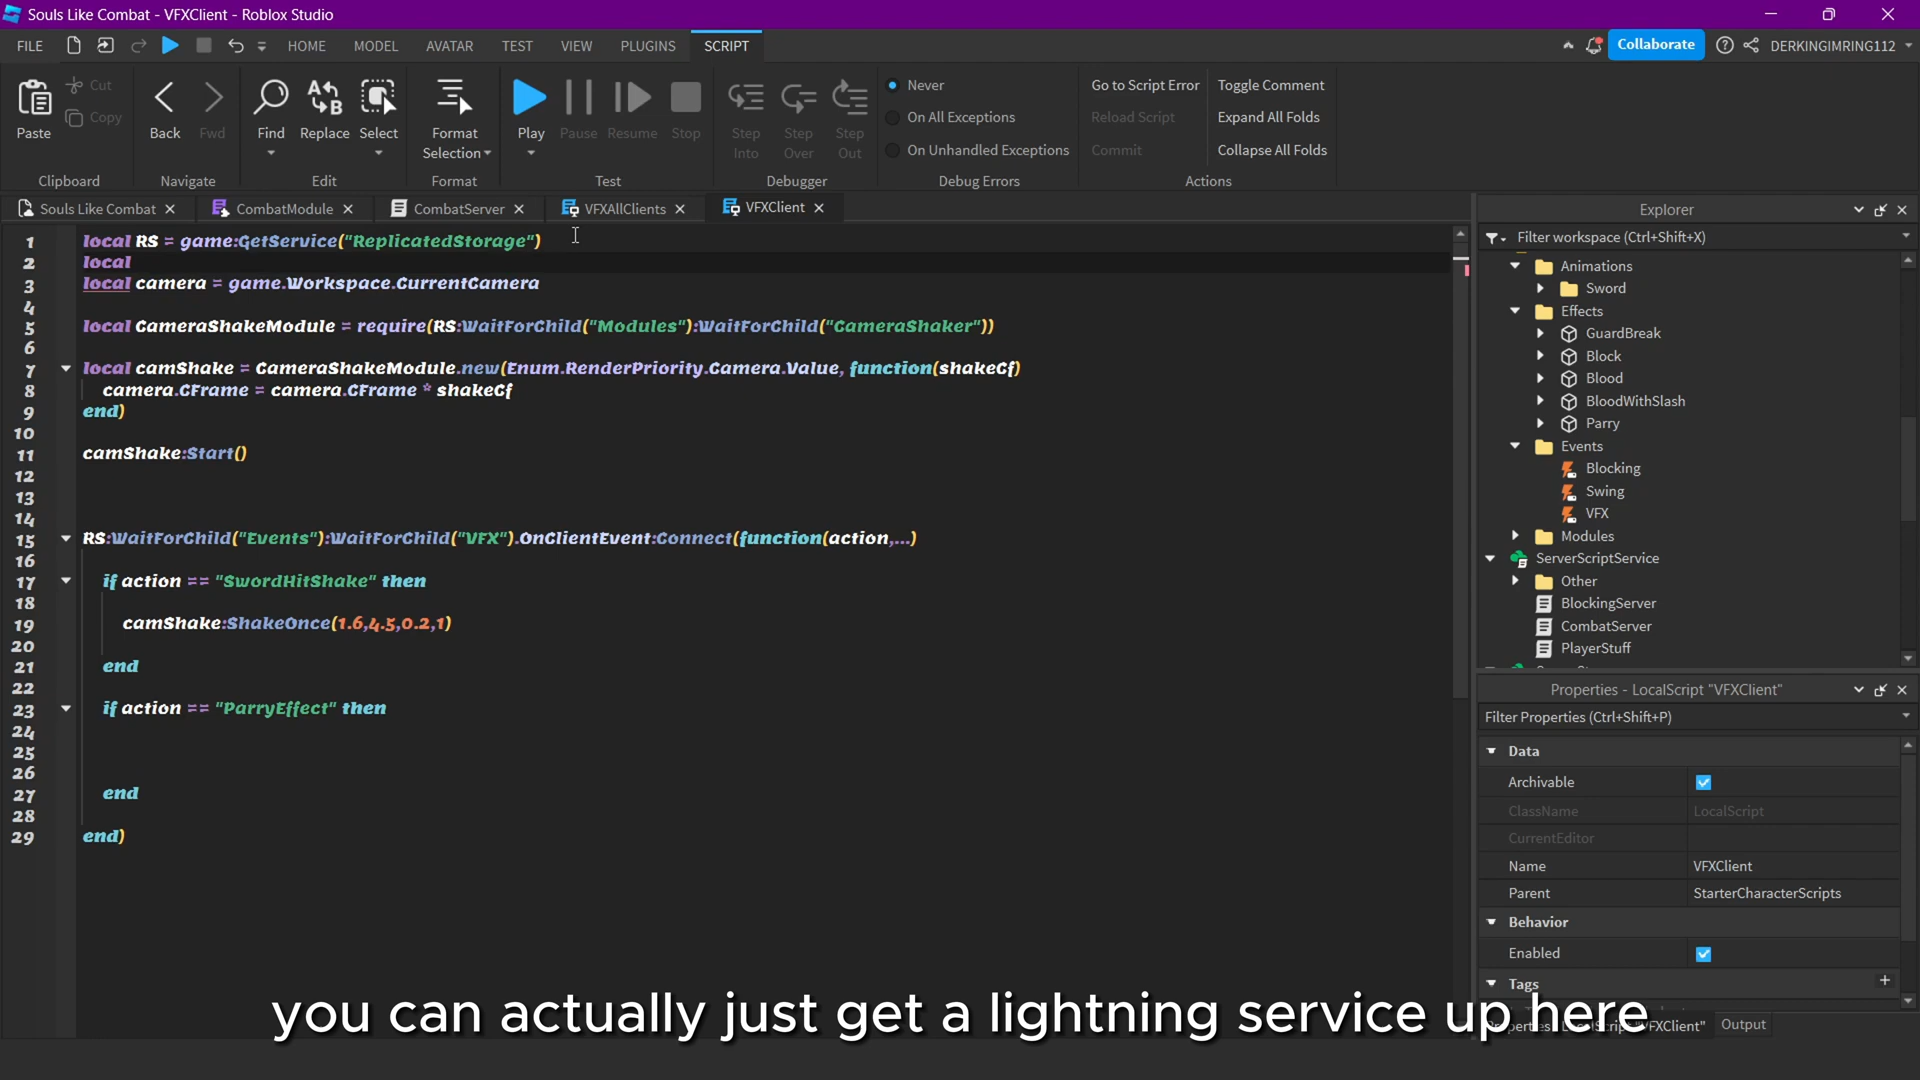 Souls Like Combat - VFXClient - Roblox Studio
FILE HOME MODEL AVATAR TEST VIEW PLUGINS SCRIPT Collaborate DERKINGIMRING112
Paste Cut Copy Back Fwd Find Replace Select Format Selection Play Pause Resume Stop Step Into Step Over Step Out
Never
On All Exceptions
On Unhandled Exceptions
Go to Script Error
Reload Script
Commit
Toggle Comment
Expand All Folds
Collapse All Folds
Clipboard Navigate Edit Format Test Debugger Debug Errors Actions
Souls Like Combat CombatModule CombatServer VFXAllClients VFXClient
1 local RS = game:GetService("ReplicatedStorage")
2 local
3 local camera = game.Workspace.CurrentCamera
4
5 local CameraShakeModule = require(RS:WaitForChild("Modules"):WaitForChild("CameraShaker"))
6
7 local camShake = CameraShakeModule.new(Enum.RenderPriority.Camera.Value, function(shakeCf)
8 camera.CFrame = camera.CFrame * shakeCf
9 end)
10
11 camShake:Start()
12
13
14
15 RS:WaitForChild("Events"):WaitForChild("VFX").OnClientEvent:Connect(function(action,...)
16
17 if action == "SwordHitShake" then
18
19 camShake:ShakeOnce(1.6,4.5,0.2,1)
20
21 end
22
23 if action == "ParryEffect" then
24
25
26
27 end
28
29 end)
Explorer
Filter workspace (Ctrl+Shift+X)
Animations
Sword
Effects
GuardBreak
Block
Blood
BloodWithSlash
Parry
Events
Blocking
Swing
VFX
Modules
ServerScriptService
Other
BlockingServer
CombatServer
PlayerStuff
Properties - LocalScript "VFXClient"
Filter Properties (Ctrl+Shift+P)
Data
Archivable
ClassName LocalScript
CurrentEditor
Name VFXClient
Parent StarterCharacterScripts
Behavior
Enabled
Tags
you can actually just get a lightning service up here
Output